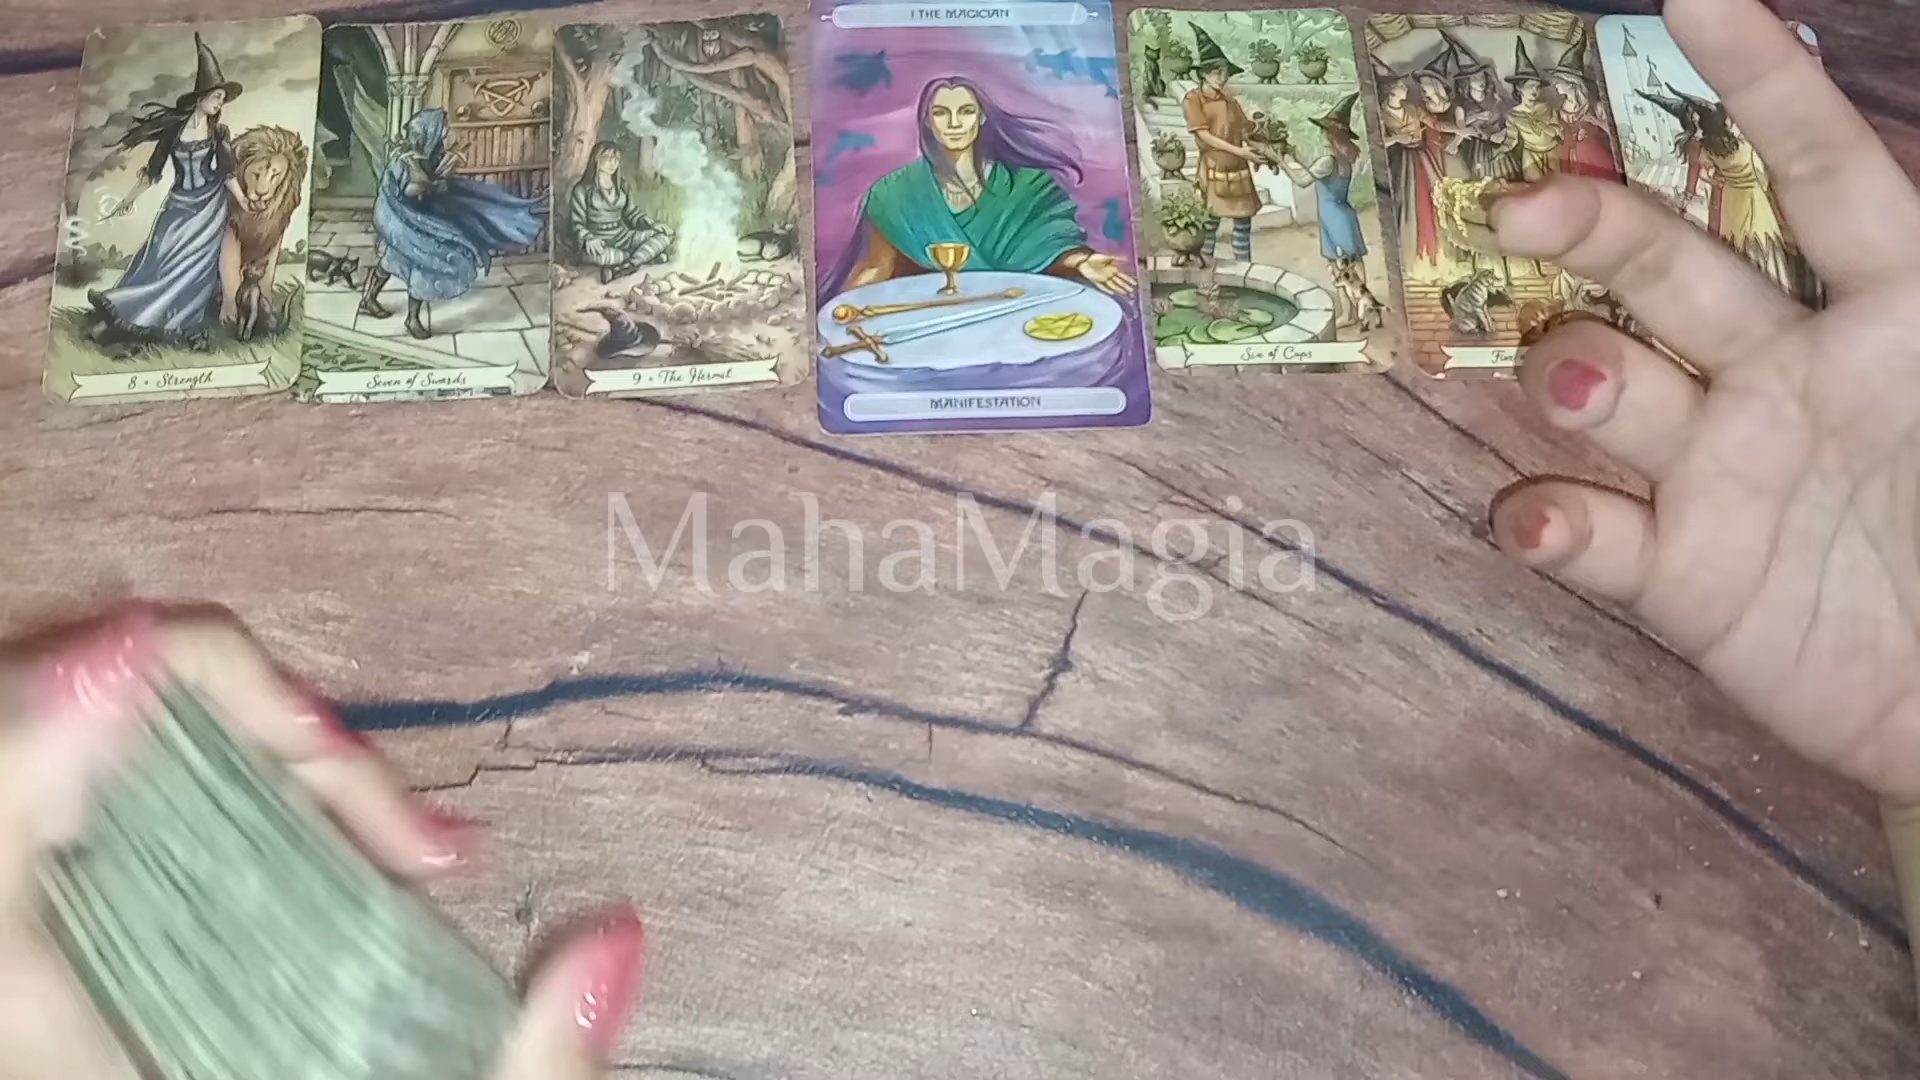 I THE MAGICIAN
8 • Strength
Seven of Swords
9 • The Hermit
MANIFESTATION
Six of Cups
MahaMagia